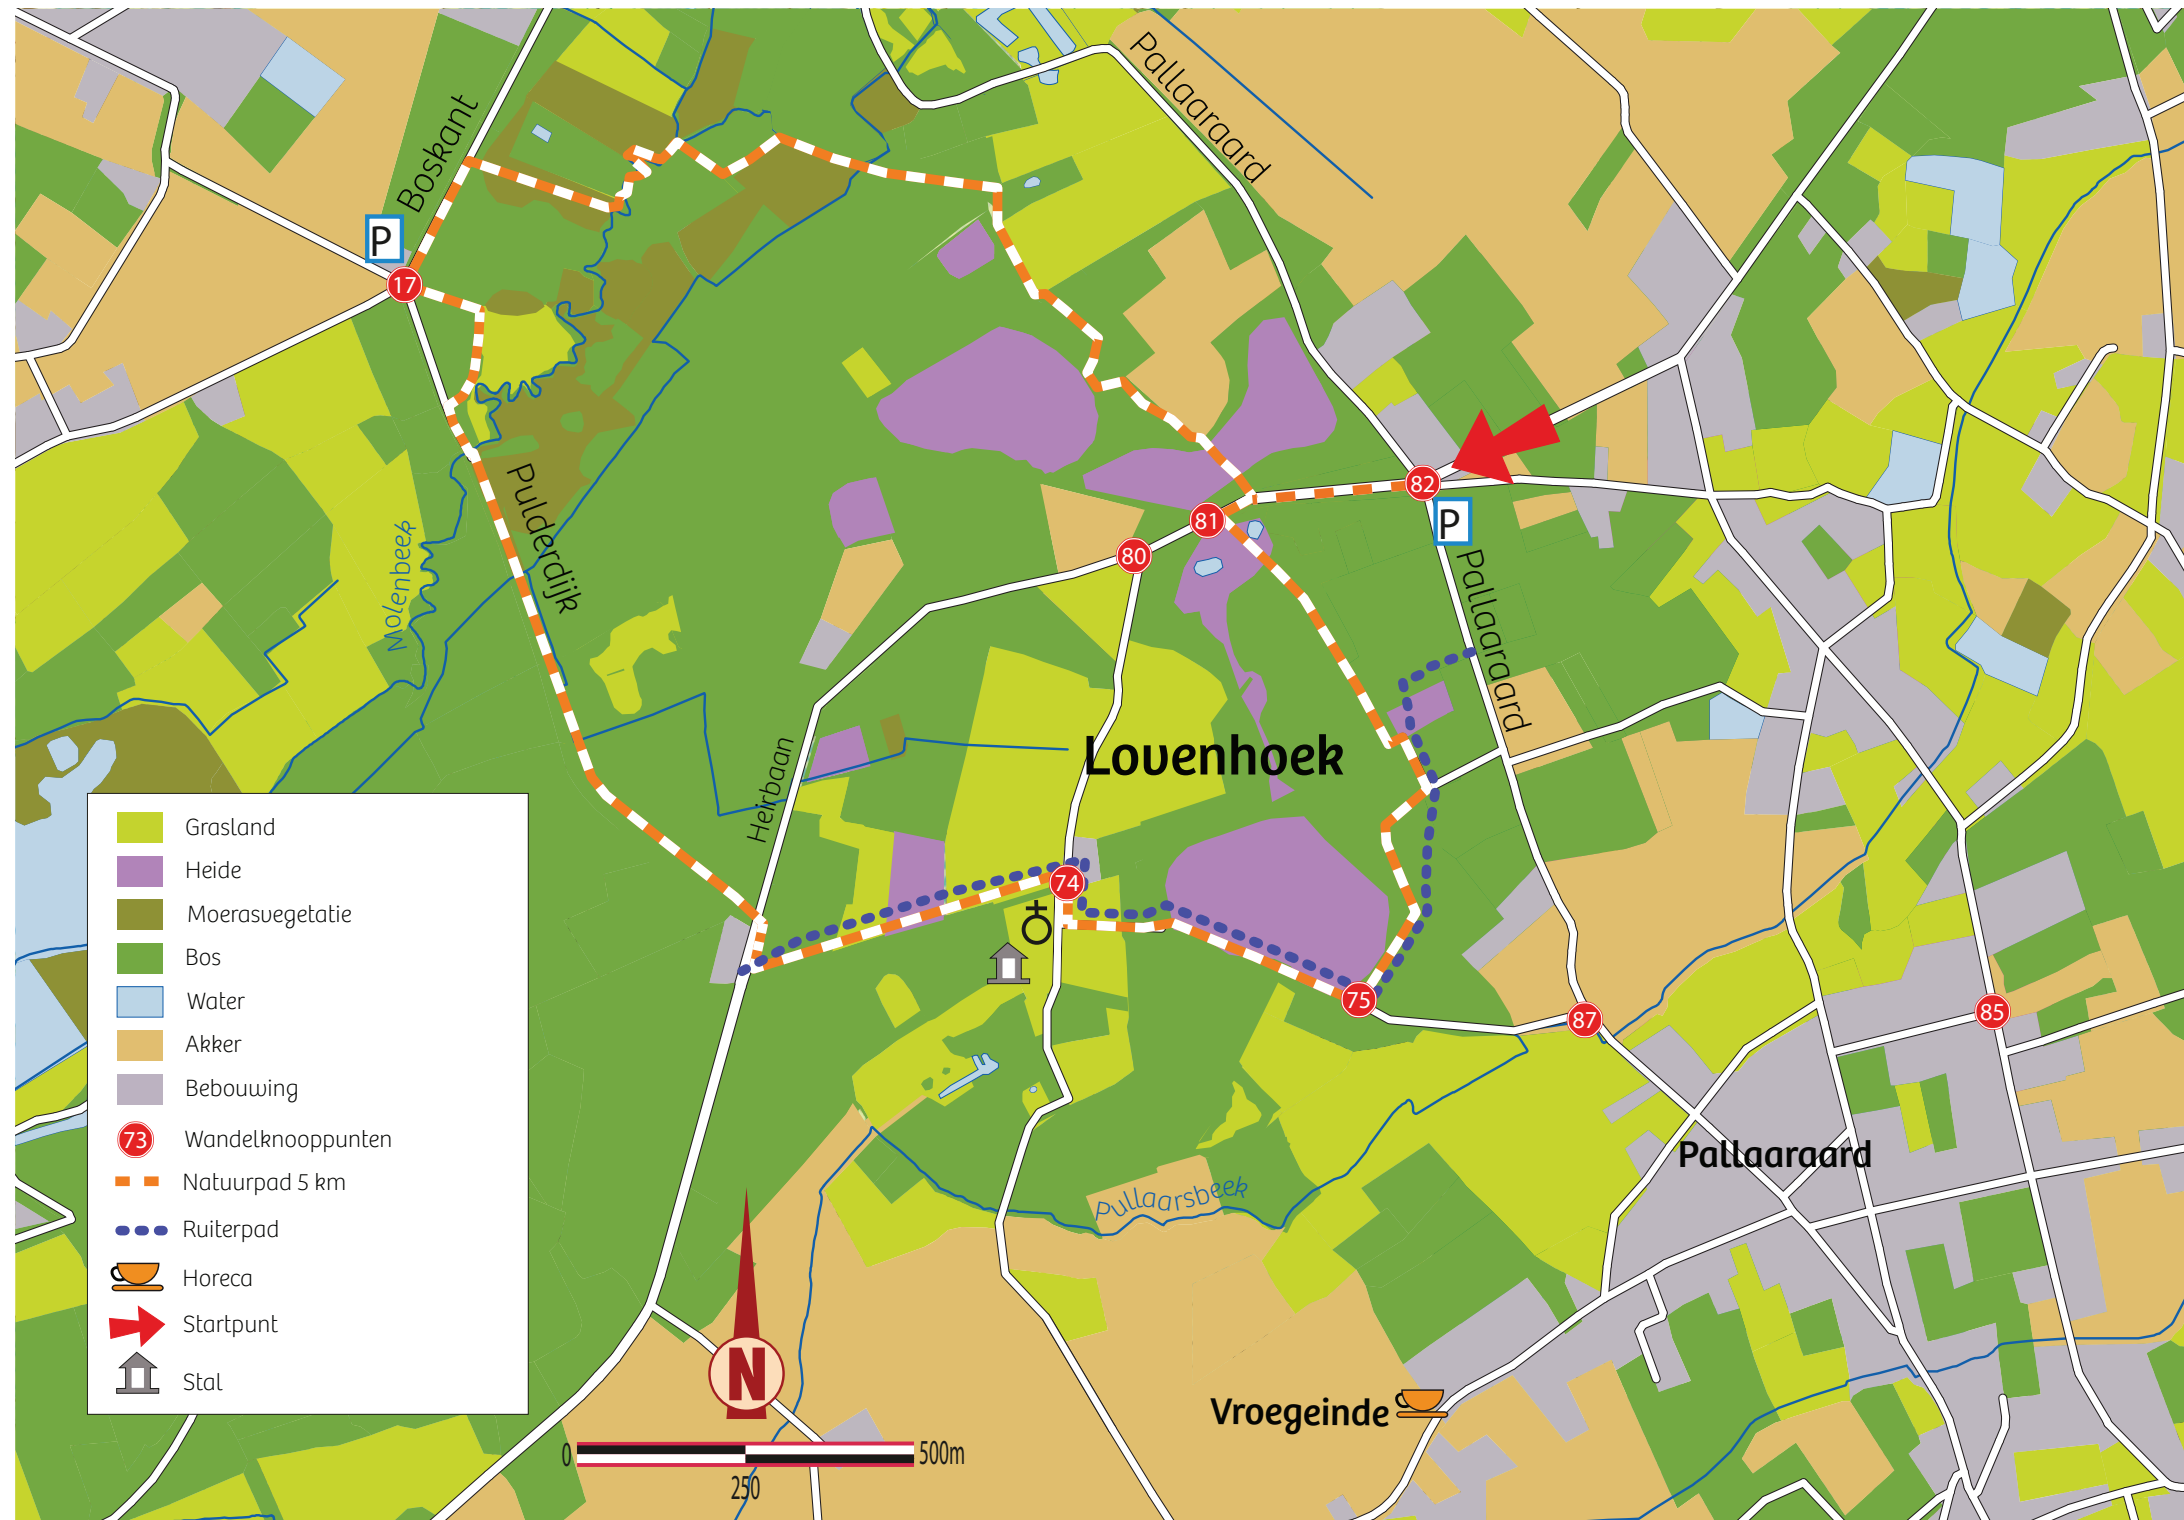 Pallaaraard
Boskant
P
17
82
P
81
80
Pulderdijk
Molenbeek
Pallaaraard
Heirbaan
Lovenhoek
74
75
87
85
Grasland
Heide
Moerasvegetatie
Bos
Water
Akker
Bebouwing
73 Wandelknooppunten
Natuurpad 5 km
Ruiterpad
Horeca
Startpunt
Stal
Pallaaraard
Pullaarsbeek
N
Vroegeinde
0
500m
250